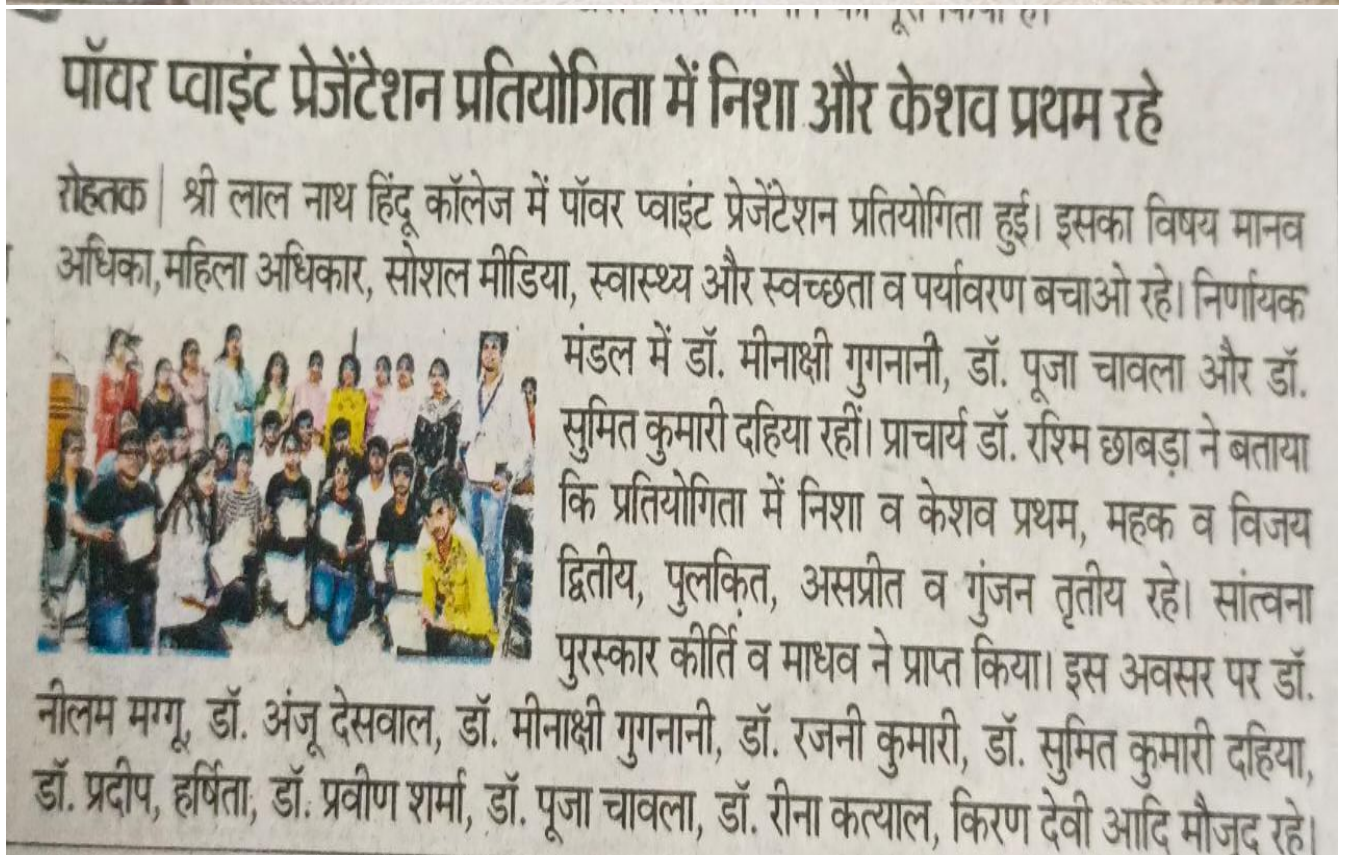 पॉवर प्वाइंट प्रेजेंटेशन प्रतियोगिता में निशा और केशव प्रथम रहे
रोहतक | श्री लाल नाथ हिंदू कॉलेज में पॉवर प्वाइंट प्रेजेंटेशन प्रतियोगिता हुई। इसका विषय मानव
अधिका,महिला अधिकार, सोशल मीडिया, स्वास्थ्य और स्वच्छता व पर्यावरण बचाओ रहे। निर्णायक
मंडल में डॉ. मीनाक्षी गुगनानी, डॉ. पूजा चावला और डॉ.
सुमित कुमारी दहिया रहीं। प्राचार्य डॉ. रश्मि छाबड़ा ने बताया
कि प्रतियोगिता में निशा व केशव प्रथम, महक व विजय
द्वितीय, पुलकित, असप्रीत व गुंजन तृतीय रहे। सांत्वना
पुरस्कार कीर्ति व माधव ने प्राप्त किया। इस अवसर पर डॉ.
नीलम मग्गू, डॉ. अंजू देसवाल, डॉ. मीनाक्षी गुगनानी, डॉ. रजनी कुमारी, डॉ. सुमित कुमारी दहिया,
डॉ. प्रदीप, हर्षिता, डॉ. प्रवीण शर्मा, डॉ. पूजा चावला, डॉ. रीना कत्याल, किरण देवी आदि मौजूद रहे।